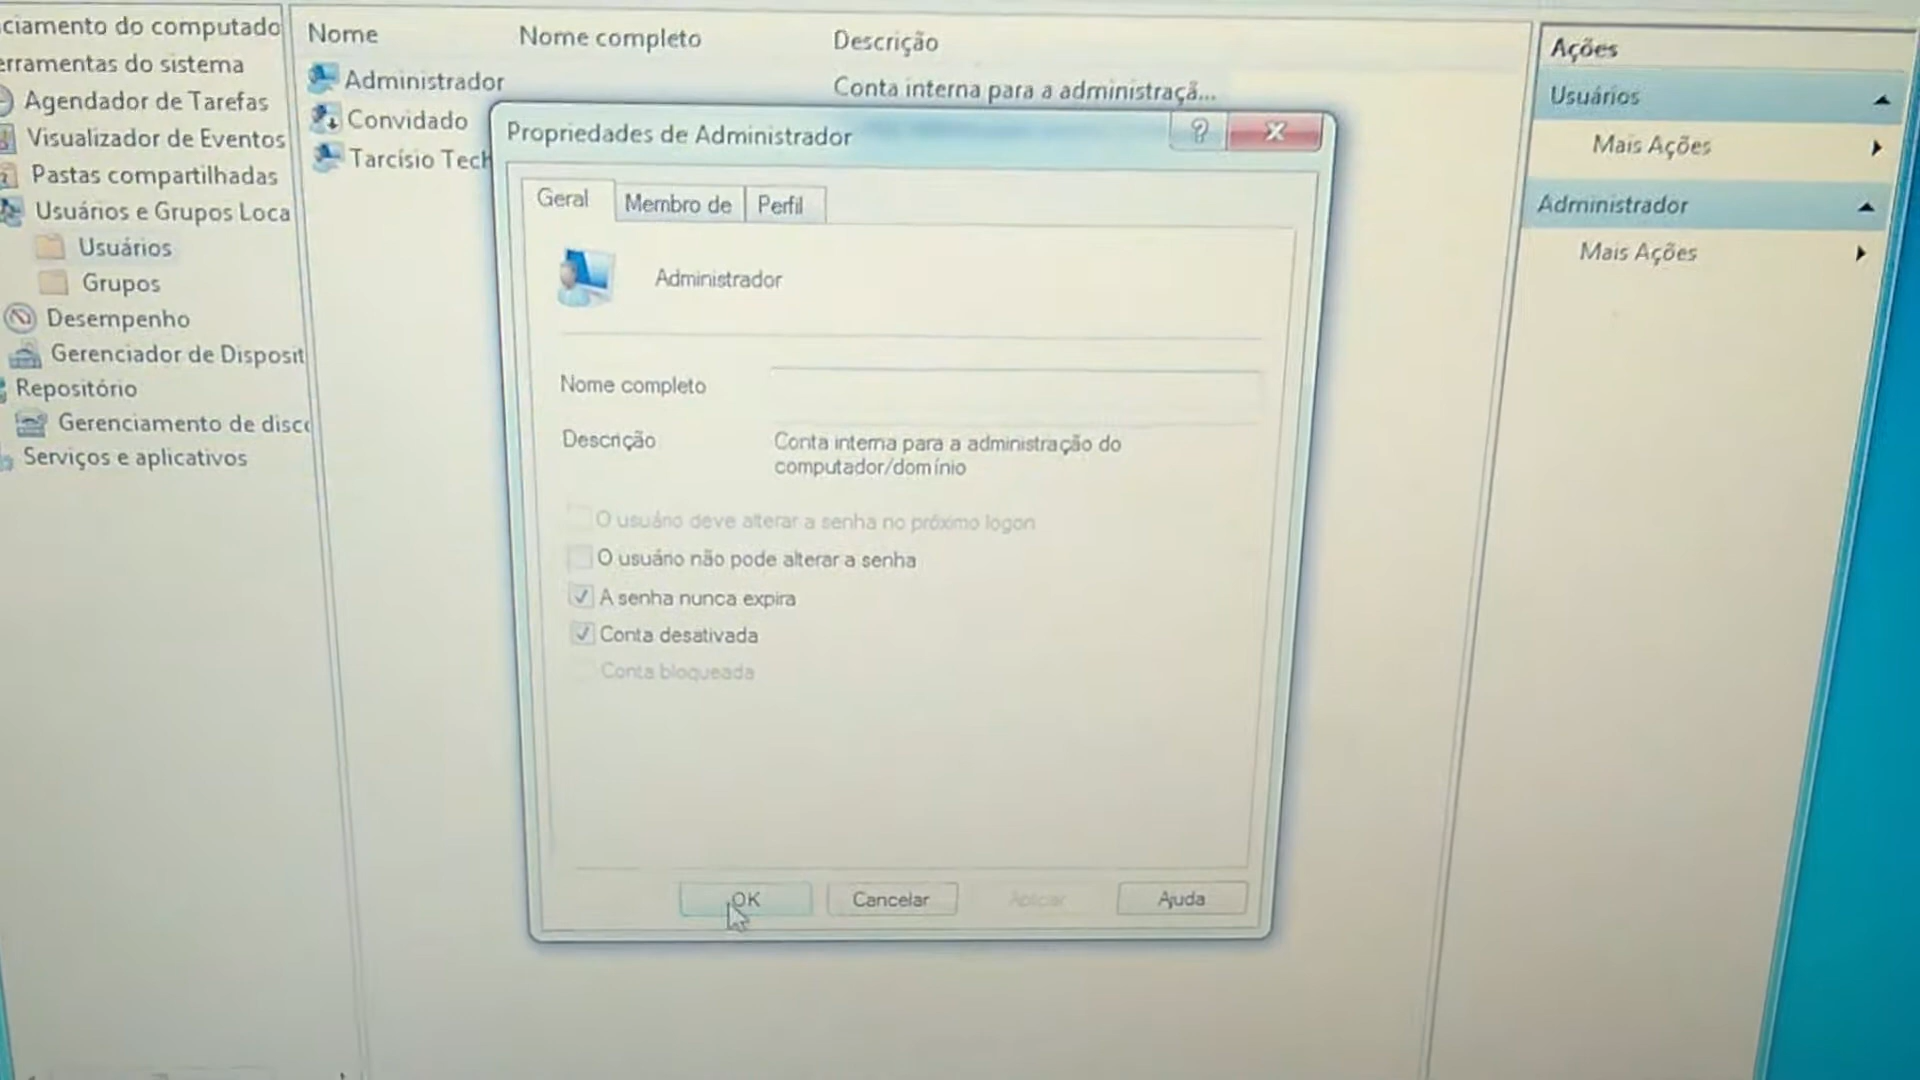 ciamento do computado
erramentas do sistema
Agendador de Tarefas
Visualizador de Eventos
Pastas compartilhadas
Usuários e Grupos Loca
Usuários
Grupos
Desempenho
Gerenciador de Disposit
Repositório
Gerenciamento de disco
Serviços e aplicativos
Nome Nome completo Descrição
Administrador Conta interna para a administraçã...
Convidado
Tarcísio Tech
Propriedades de Administrador
Geral Membro de Perfil
Administrador
Nome completo
Descrição Conta interna para a administração do
computador/domínio
O usuário deve alterar a senha no próximo logon
O usuário não pode alterar a senha
A senha nunca expira
Conta desativada
Conta bloqueada
OK Cancelar Aplicar Ajuda
Ações
Usuários
Mais Ações
Administrador
Mais Ações